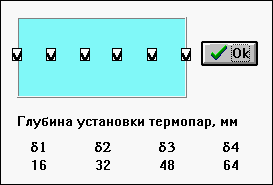 Ok
Глубина установки термопар, мм
δ1 δ2 δ3 δ4
16 32 48 64